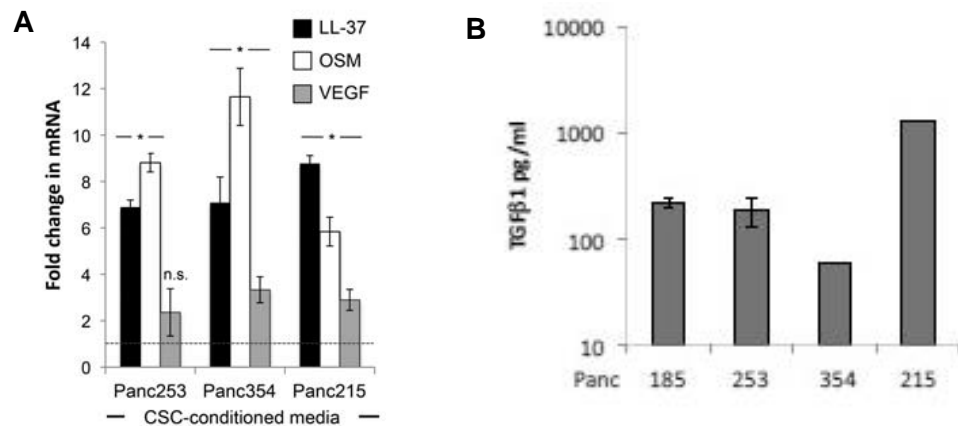 A
Fold change in mRNA
14
12
10
8
6
4
2
0
*
*
*
n.s.
LL-37
OSM
VEGF
Panc253 Panc354 Panc215
CSC-conditioned media
B
TGFβ1 pg/ml
10000
1000
100
10
Panc 185 253 354 215